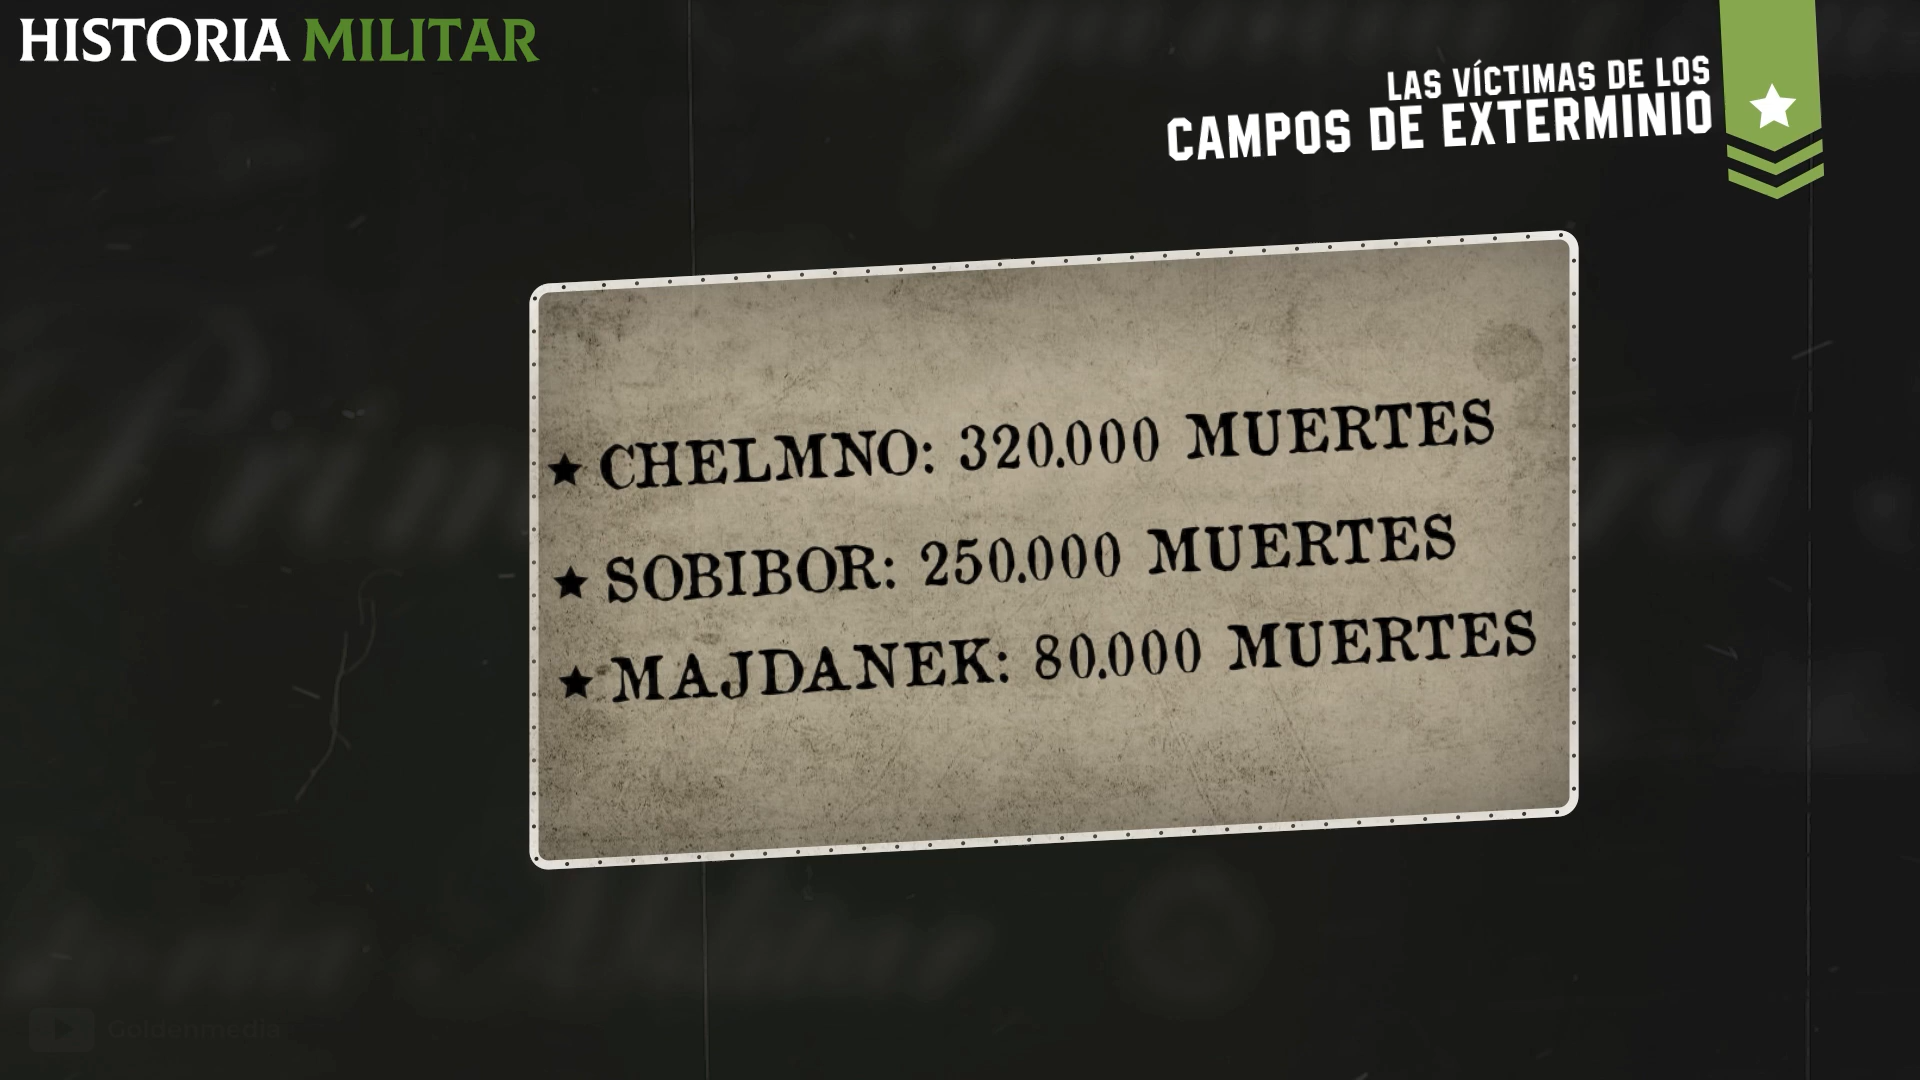 HISTORIA MILITAR
LAS VÍCTIMAS DE LOS
CAMPOS DE EXTERMINIO
CHELMNO: 320.000 MUERTES
SOBIBOR: 250.000 MUERTES
MAJDANEK: 80.000 MUERTES
Goldenmedia